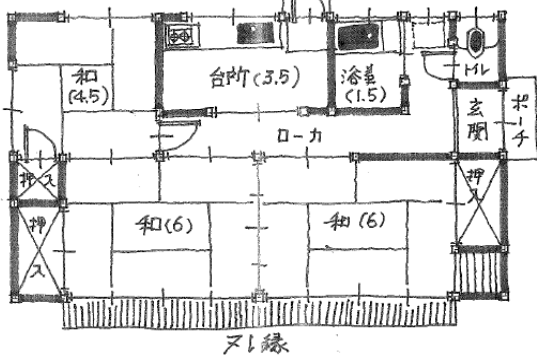 和
(4.5)
台所(3.5)
浴室
(1.5)
トイレ
ローカ
玄関
ポーチ
押入
押入
押入
和(6)
和(6)
ヌレ縁